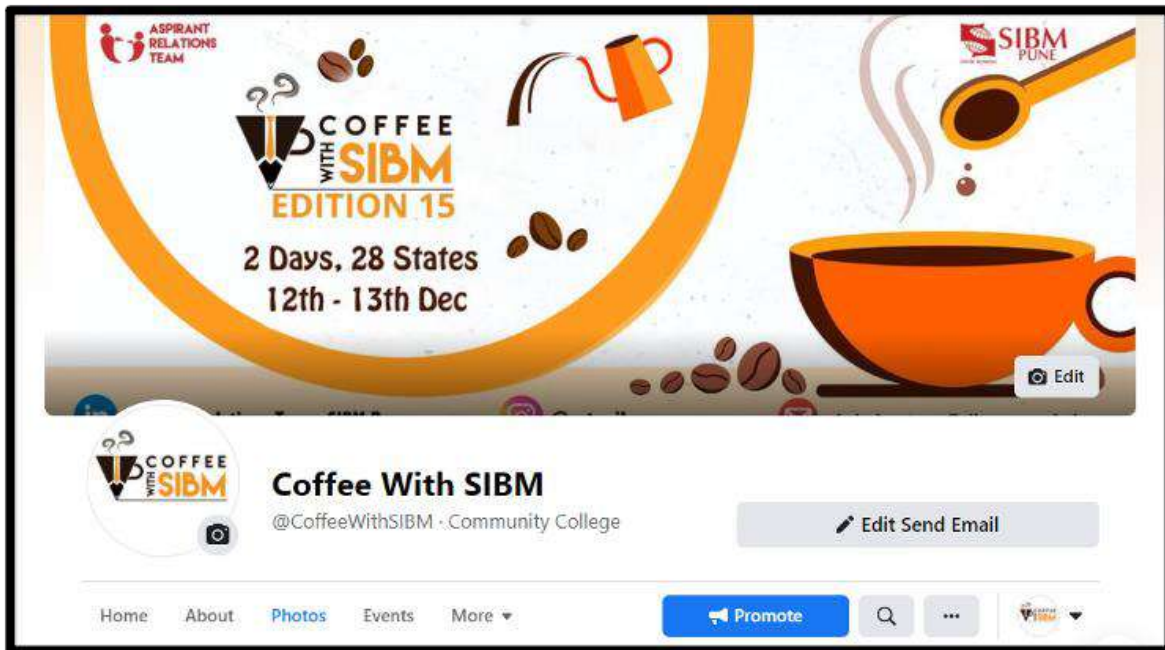 ASPIRANT
RELATIONS
TEAM
SIBM
PUNE
COFFEE
WITH
SIBM
EDITION 15
2 Days, 28 States
12th - 13th Dec
Edit
COFFEE
WITH
SIBM
Coffee With SIBM
@CoffeeWithSIBM · Community College
Edit Send Email
Home About Photos Events More
Promote